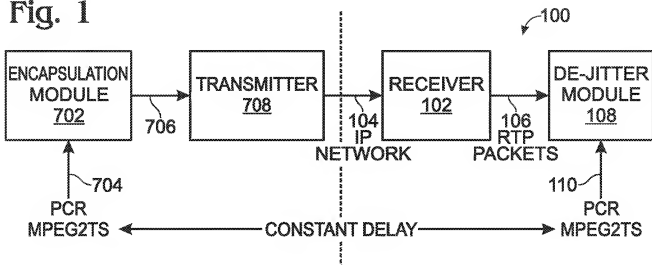 Fig. 1
100
ENCAPSULATION
MODULE
702
706
TRANSMITTER
708
104
IP
NETWORK
RECEIVER
102
106
RTP
PACKETS
DE-JITTER
MODULE
108
704
PCR
MPEG2TS
CONSTANT DELAY
110
PCR
MPEG2TS